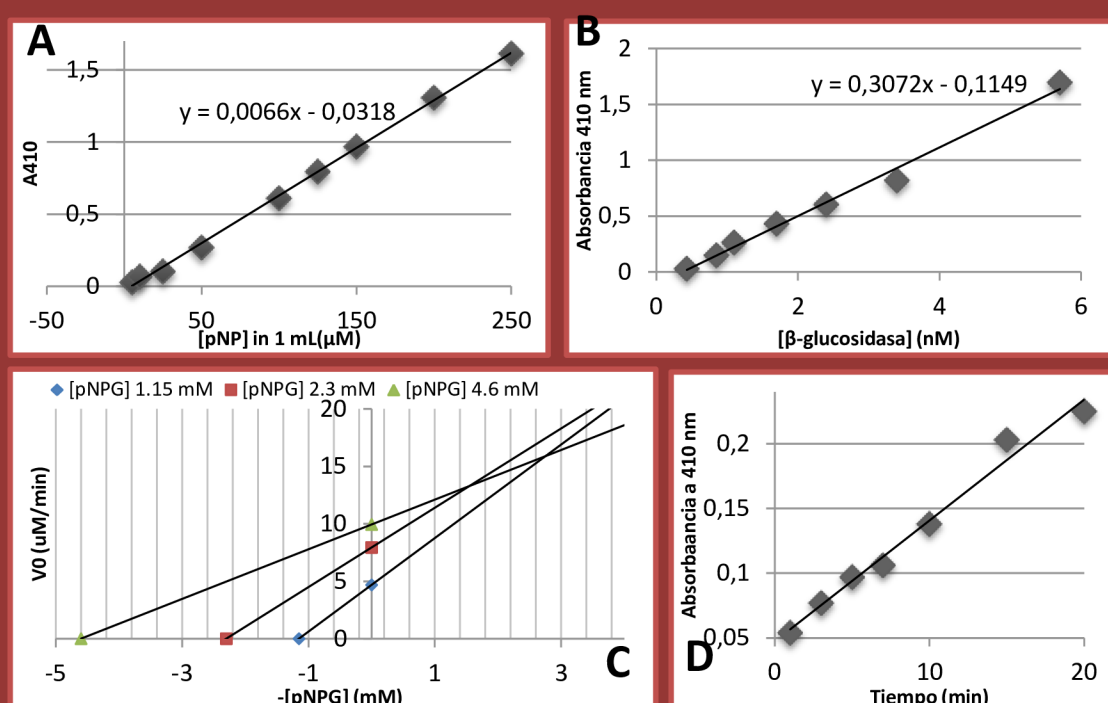 A
1,5
y = 0,0066x - 0,0318
1
A410
0,5
0
-50 50 150 250
[pNP] in 1 mL(µM)
B
2
y = 0,3072x - 0,1149
1,5
Absorbancia 410 nm
1
0,5
0
0 2 4 6
[β-glucosidasa] (nM)
[pNPG] 1.15 mM [pNPG] 2.3 mM [pNPG] 4.6 mM
20
15
10
V0 (uM/min)
5
0
-5 -3 -1 1 3
C
-[pNPG] (mM)
0,2
Absorbaancia a 410 nm
0,15
0,1
0,05
D
0 10 20
Tiempo (min)